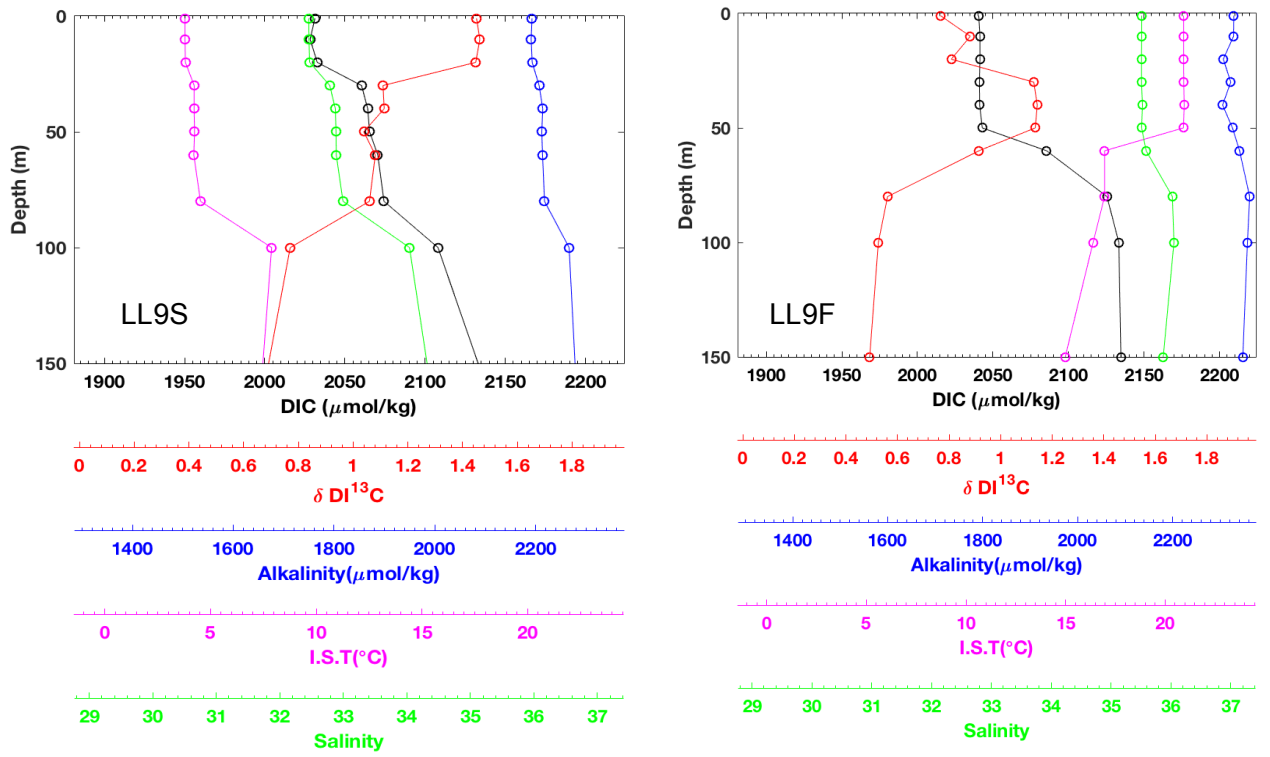 0
50
100
150
Depth (m)
LL9S
1900 1950 2000 2050 2100 2150 2200
DIC (μmol/kg)
0 0.2 0.4 0.6 0.8 1 1.2 1.4 1.6 1.8
δ DI¹³C
1400 1600 1800 2000 2200
Alkalinity(μmol/kg)
0 5 10 15 20
I.S.T(°C)
29 30 31 32 33 34 35 36 37
Salinity
0
50
100
150
Depth (m)
LL9F
1900 1950 2000 2050 2100 2150 2200
DIC (μmol/kg)
0 0.2 0.4 0.6 0.8 1 1.2 1.4 1.6 1.8
δ DI¹³C
1400 1600 1800 2000 2200
Alkalinity(μmol/kg)
0 5 10 15 20
I.S.T(°C)
29 30 31 32 33 34 35 36 37
Salinity